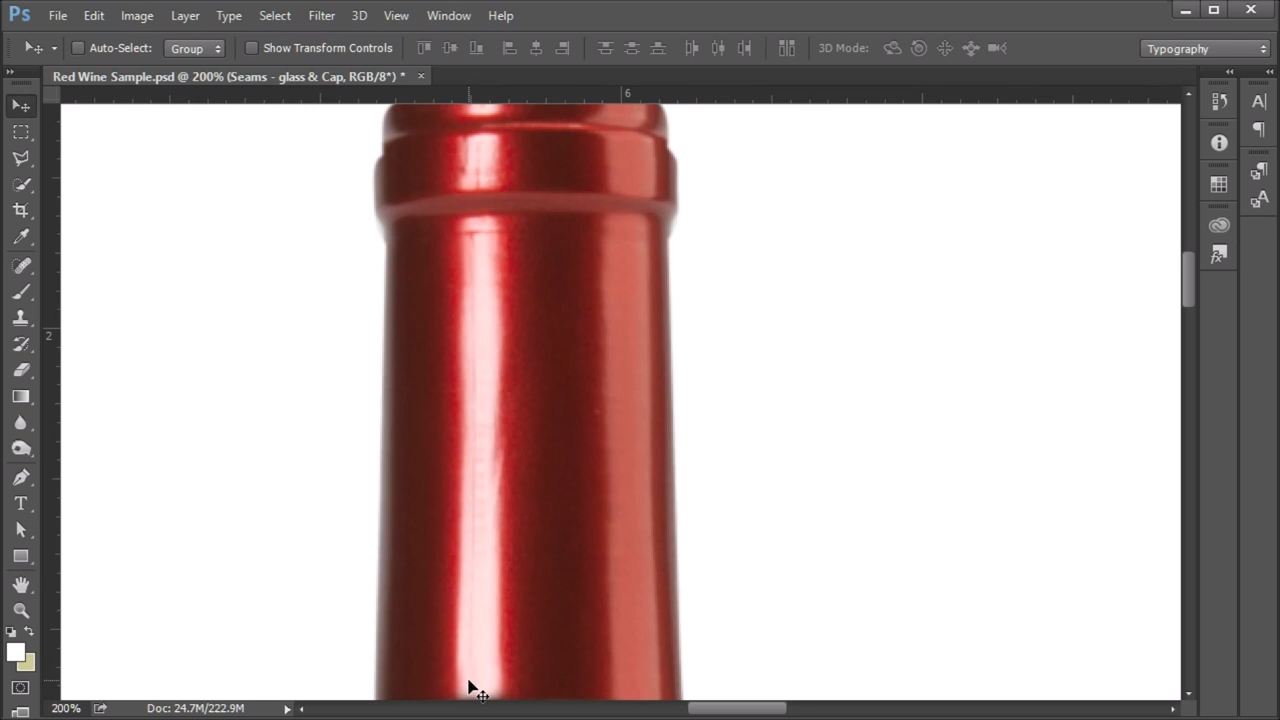 Ps File Edit Image Layer Type Select Filter 3D View Window Help
Auto-Select: Group Show Transform Controls 3D Mode: Typography
Red Wine Sample.psd @ 200% (Seams - glass & Cap, RGB/8*) * ×
6
2
200% Doc: 24.7M/222.9M